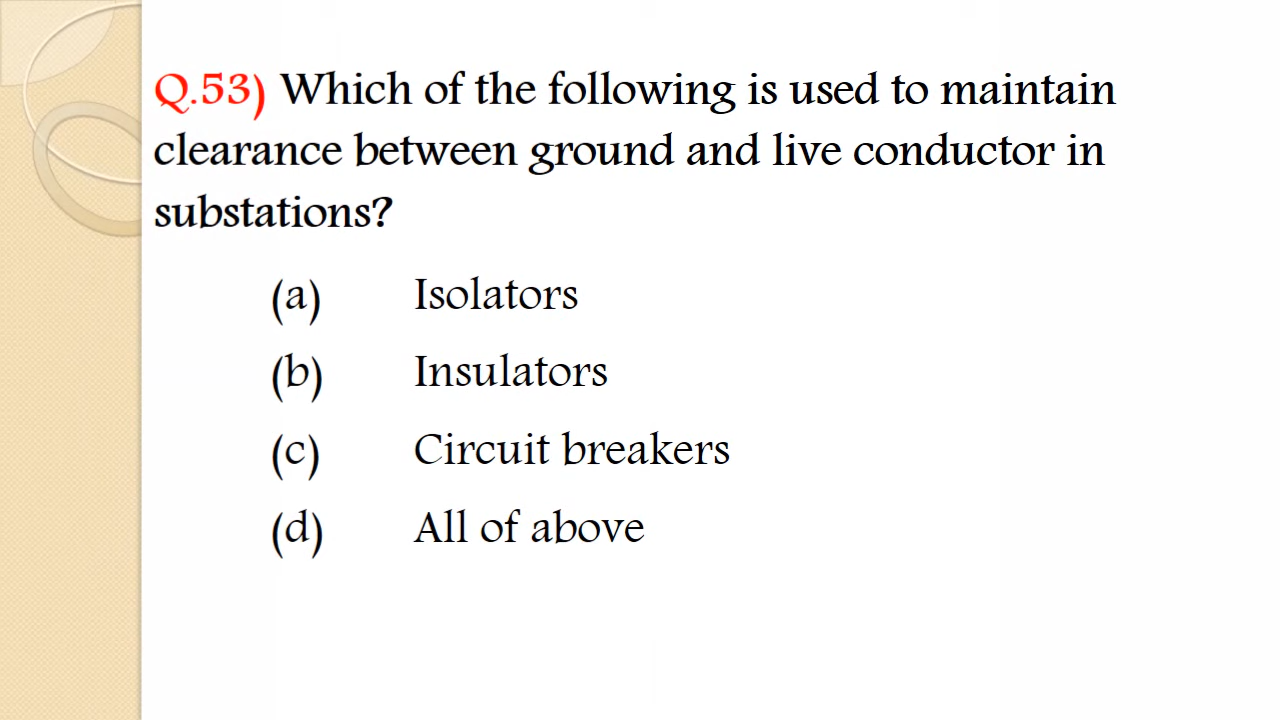 Q.53) Which of the following is used to maintain
clearance between ground and live conductor in
substations?
(a) Isolators
(b) Insulators
(c) Circuit breakers
(d) All of above